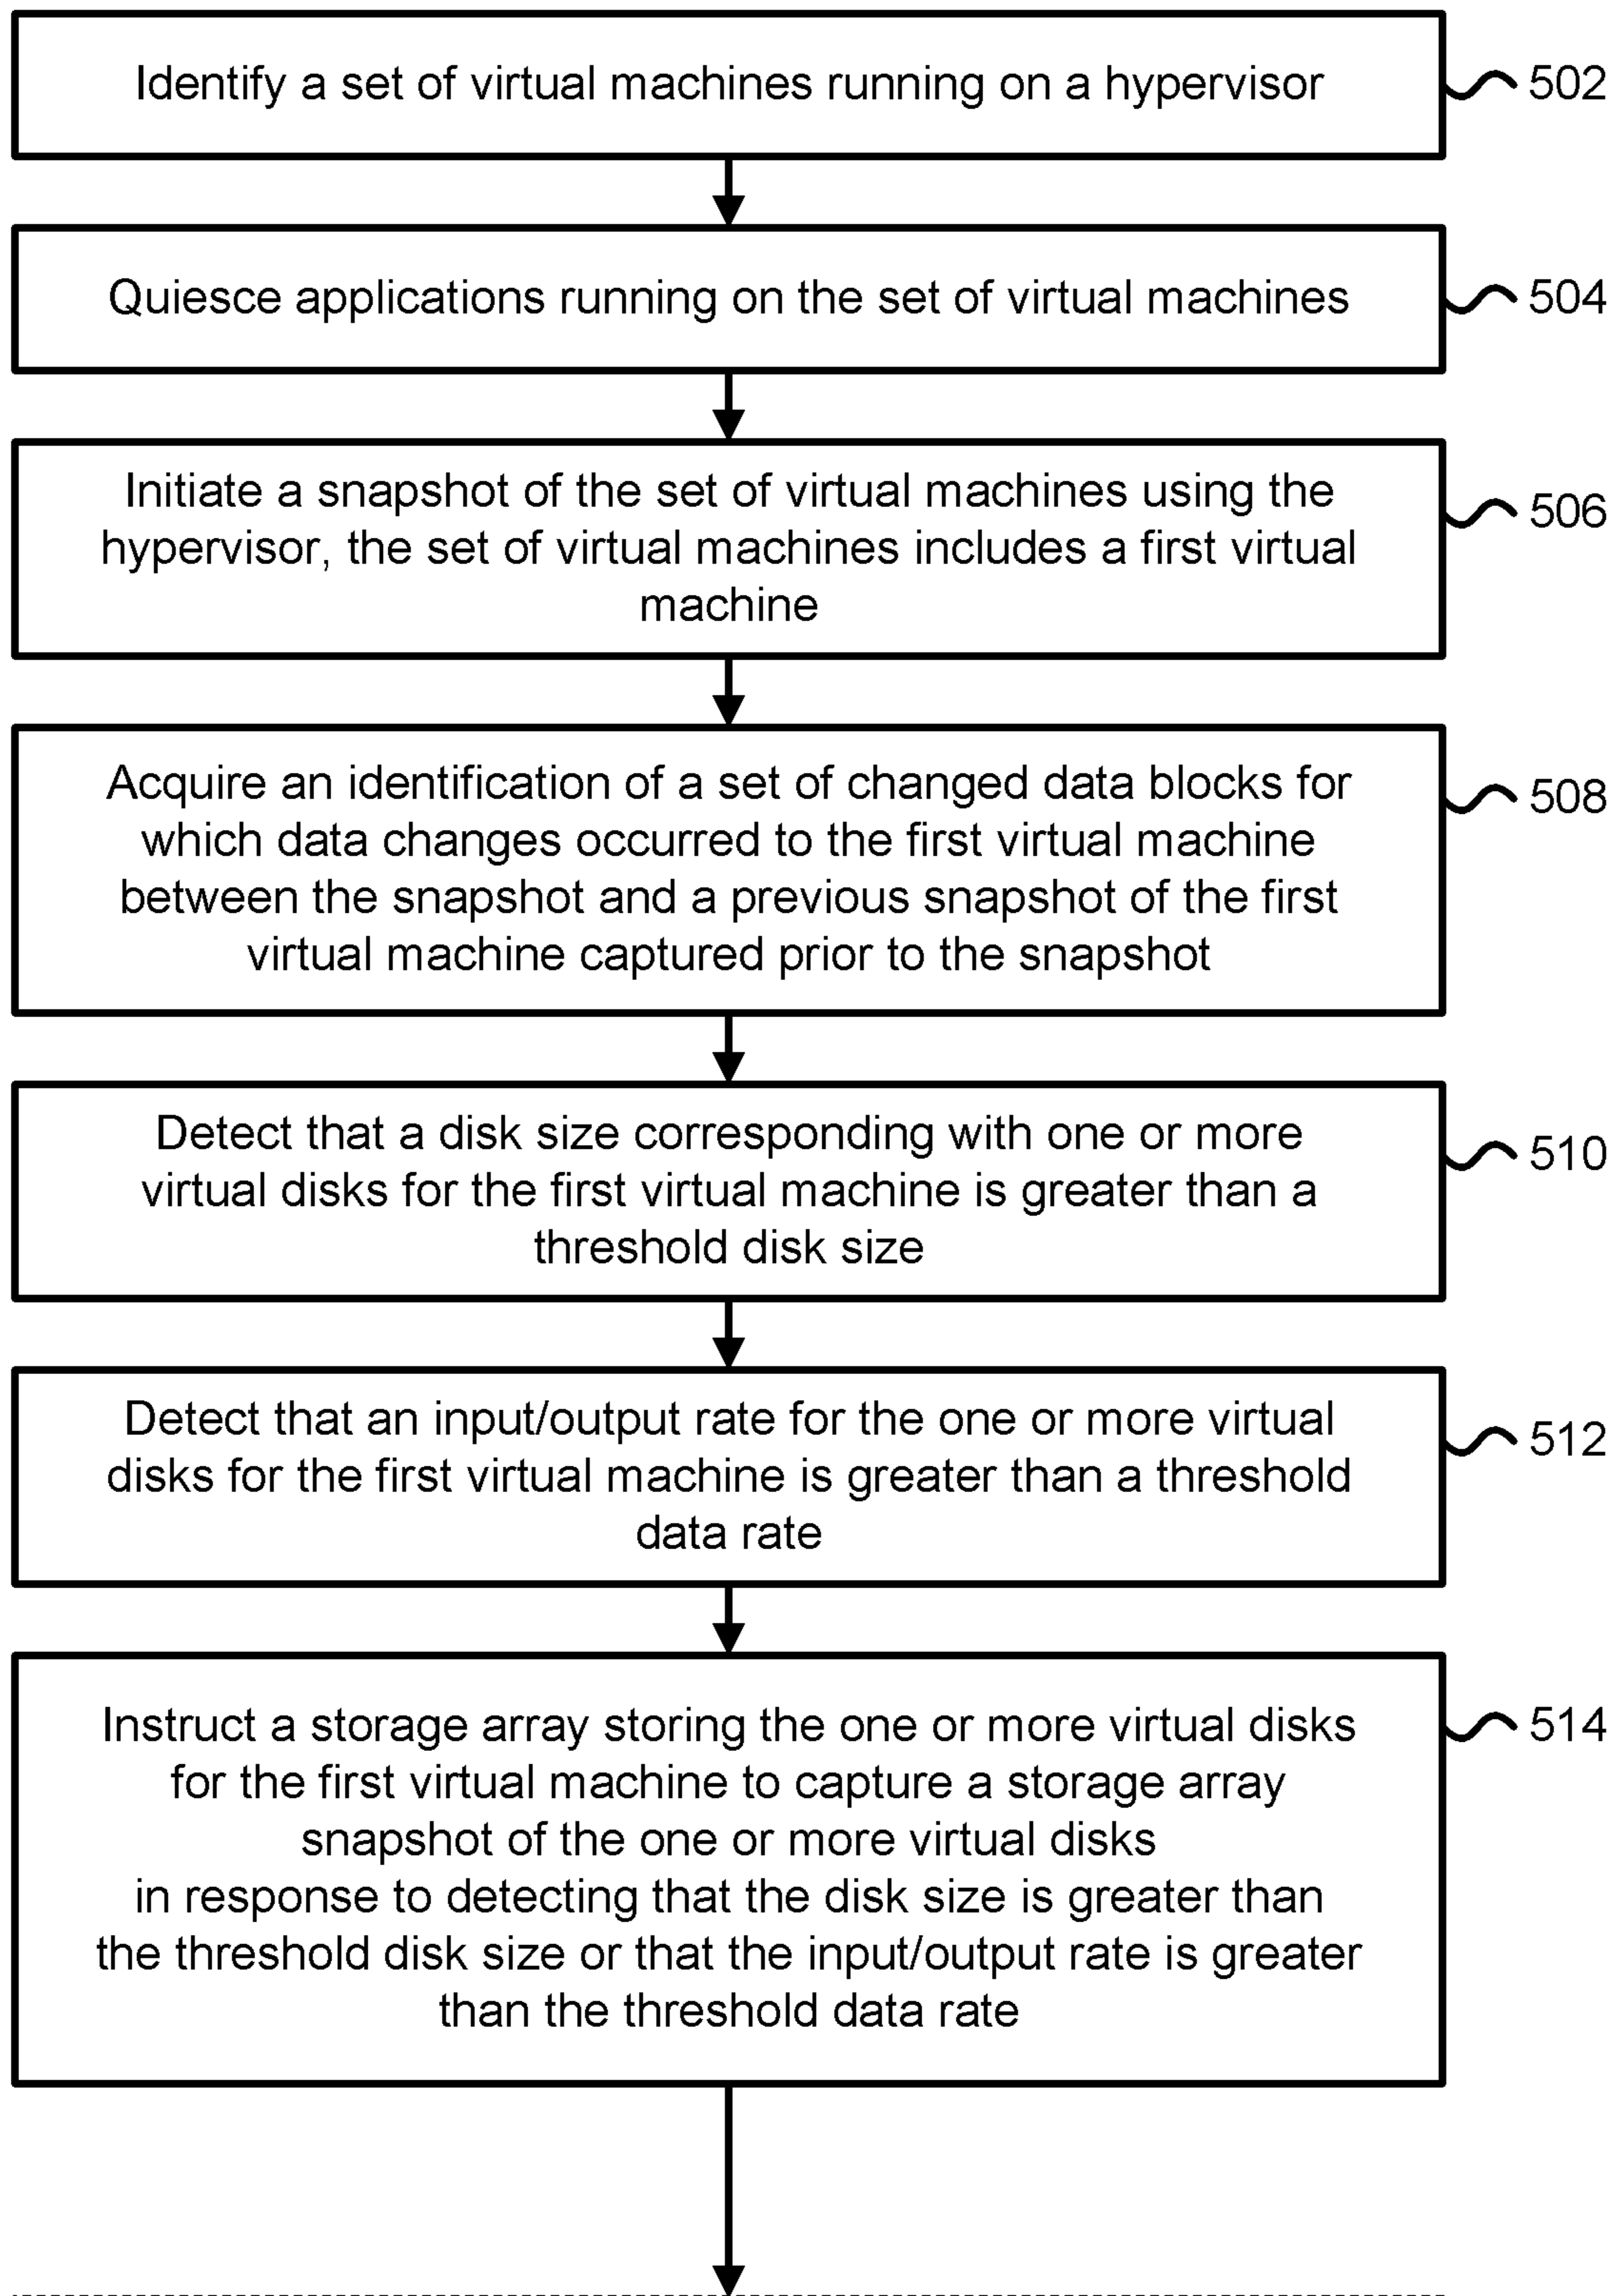 Identify a set of virtual machines running on a hypervisor
502
Quiesce applications running on the set of virtual machines
504
Initiate a snapshot of the set of virtual machines using the
hypervisor, the set of virtual machines includes a first virtual
machine
506
Acquire an identification of a set of changed data blocks for
which data changes occurred to the first virtual machine
between the snapshot and a previous snapshot of the first
virtual machine captured prior to the snapshot
508
Detect that a disk size corresponding with one or more
virtual disks for the first virtual machine is greater than a
threshold disk size
510
Detect that an input/output rate for the one or more virtual
disks for the first virtual machine is greater than a threshold
data rate
512
Instruct a storage array storing the one or more virtual disks
for the first virtual machine to capture a storage array
snapshot of the one or more virtual disks
in response to detecting that the disk size is greater than
the threshold disk size or that the input/output rate is greater
than the threshold data rate
514